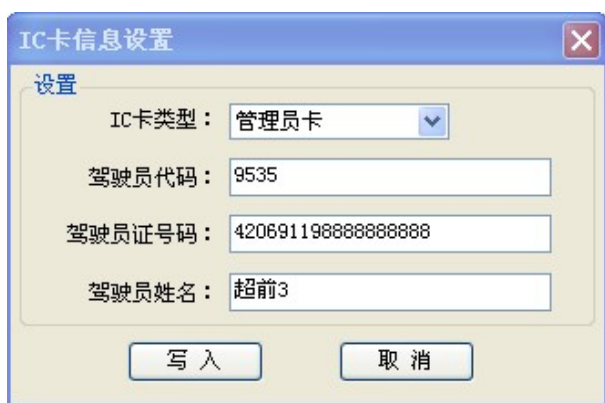 IC卡信息设置
设置
IC卡类型： 管理员卡
驾驶员代码： 9535
驾驶员证号码： 420691198888888888
驾驶员姓名： 超前3
写 入 取 消